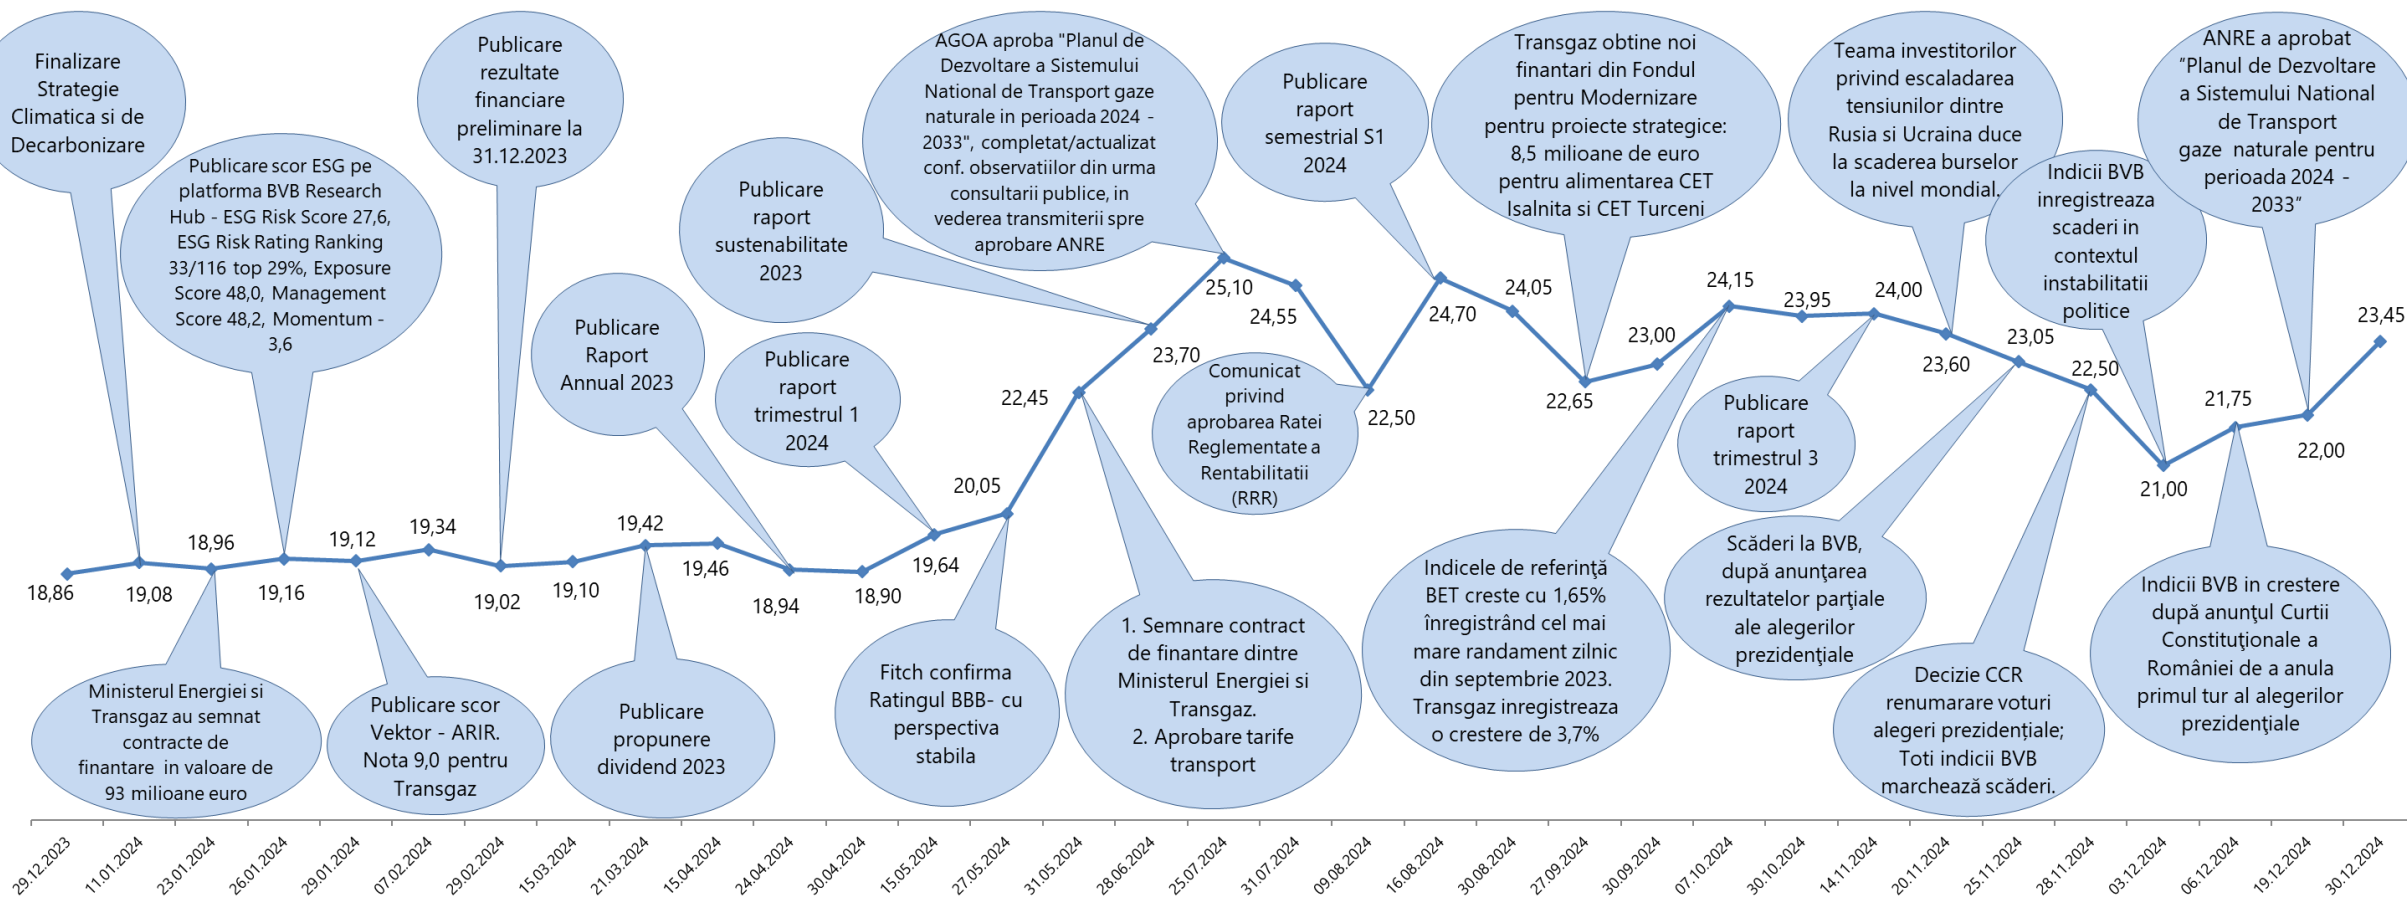 Finalizare
Strategie
Climatica si de
Decarbonizare
Publicare scor ESG pe
platforma BVB Research
Hub - ESG Risk Score 27,6,
ESG Risk Rating Ranking
33/116 top 29%, Exposure
Score 48,0, Management
Score 48,2, Momentum -
3,6
Publicare
rezultate
financiare
preliminare la
31.12.2023
Publicare
Raport
Annual 2023
Publicare
raport
sustenabilitate
2023
Publicare
raport
trimestrul 1
2024
AGOA aproba "Planul de
Dezvoltare a Sistemului
National de Transport gaze
naturale in perioada 2024 -
2033", completat/actualizat
conf. observatiilor din urma
consultarii publice, in
vederea transmiterii spre
aprobare ANRE
Publicare
raport
semestrial S1
2024
Comunicat
privind
aprobarea Ratei
Reglementate a
Rentabilitatii
(RRR)
Transgaz obtine noi
finantari din Fondul
pentru Modernizare
pentru proiecte strategice:
8,5 milioane de euro
pentru alimentarea CET
Isalnita si CET Turceni
Teama investitorilor
privind escaladarea
tensiunilor dintre
Rusia si Ucraina duce
la scaderea burselor
la nivel mondial.
Indicii BVB
inregistreaza
scaderi in
contextul
instabilitatii
politice
ANRE a aprobat
"Planul de Dezvoltare
a Sistemului National
de Transport
gaze naturale pentru
perioada 2024 -
2033"
Publicare
raport
trimestrul 3
2024
18,86
19,08
18,96
19,16
19,12
19,34
19,02
19,10
19,42
19,46
18,94
18,90
19,64
20,05
22,45
23,70
25,10
24,55
22,50
24,70
24,05
22,65
23,00
24,15
23,95
24,00
23,60
23,05
22,50
21,00
21,75
22,00
23,45
Ministerul Energiei si
Transgaz au semnat
contracte de
finantare in valoare de
93 milioane euro
Publicare scor
Vektor - ARIR.
Nota 9,0 pentru
Transgaz
Publicare
propunere
dividend 2023
Fitch confirma
Ratingul BBB- cu
perspectiva
stabila
1. Semnare contract
de finantare dintre
Ministerul Energiei si
Transgaz.
2. Aprobare tarife
transport
Indicele de referinţă
BET creste cu 1,65%
înregistrând cel mai
mare randament zilnic
din septembrie 2023.
Transgaz inregistreaza
o crestere de 3,7%
Scăderi la BVB,
după anunţarea
rezultatelor parţiale
ale alegerilor
prezidenţiale
Decizie CCR
renumarare voturi
alegeri prezidențiale;
Toti indicii BVB
marchează scăderi.
Indicii BVB in crestere
după anunţul Curtii
Constituţionale a
României de a anula
primul tur al alegerilor
prezidenţiale
29.12.2023
11.01.2024
23.01.2024
26.01.2024
29.01.2024
07.02.2024
29.02.2024
15.03.2024
21.03.2024
15.04.2024
24.04.2024
30.04.2024
15.05.2024
27.05.2024
31.05.2024
28.06.2024
25.07.2024
31.07.2024
09.08.2024
16.08.2024
30.08.2024
27.09.2024
30.09.2024
07.10.2024
30.10.2024
14.11.2024
20.11.2024
25.11.2024
28.11.2024
03.12.2024
06.12.2024
19.12.2024
30.12.2024